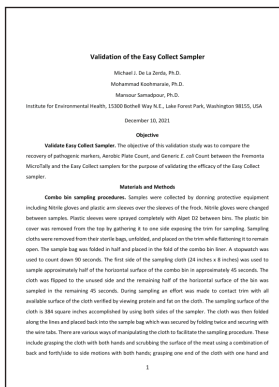 Validation of the Easy Collect Sampler
Michael J. De La Zerda, Ph.D.
Mohammad Koohmaraie, Ph.D.
Mansour Samadpour, Ph.D.
Institute for Environmental Health, 15300 Bothell Way N.E., Lake Forest Park, Washington 98155, USA
December 10, 2021
Objective
Validate Easy Collect Sampler. The objective of this validation study was to compare the
recovery of pathogenic markers, Aerobic Plate Count, and Generic E. coli Count between the Fremonta
MicroTally and the Easy Collect samplers for the purpose of validating the efficacy of the Easy Collect
sampler.
Materials and Methods
Combo bin sampling procedures. Samples were collected by donning protective equipment
including Nitrile gloves and plastic arm sleeves over the sleeves of the frock. Nitrile gloves were changed
between samples. Plastic sleeves were sprayed completely with Alpet D2 between bins. The plastic bin
cover was removed from the top by gathering it to one side exposing the trim for sampling. Sampling
cloths were removed from their sterile bags, unfolded, and placed on the trim while flattening it to remain
open. The sample bag was folded in half and placed in the fold of the combo bin liner. A stopwatch was
used to count down 90 seconds. The first side of the sampling cloth (24 inches x 8 inches) was used to
sample approximately half of the horizontal surface of the combo bin in approximately 45 seconds. The
cloth was flipped to the unused side and the remaining half of the horizontal surface of the bin was
sampled in the remaining 45 seconds. During sampling an effort was made to contact trim with all
available surface of the cloth verified by viewing protein and fat on the cloth. The sampling surface of the
cloth is 384 square inches accomplished by using both sides of the sampler. The cloth was then folded
along the lines and placed back into the sample bag which was secured by folding twice and securing with
the wire tabs. There are various ways of manipulating the cloth to facilitate the sampling procedure. These
include grasping the cloth with both hands and scrubbing the surface of the meat using a combination of
back and forth/side to side motions with both hands; grasping one end of the cloth with one hand and
1